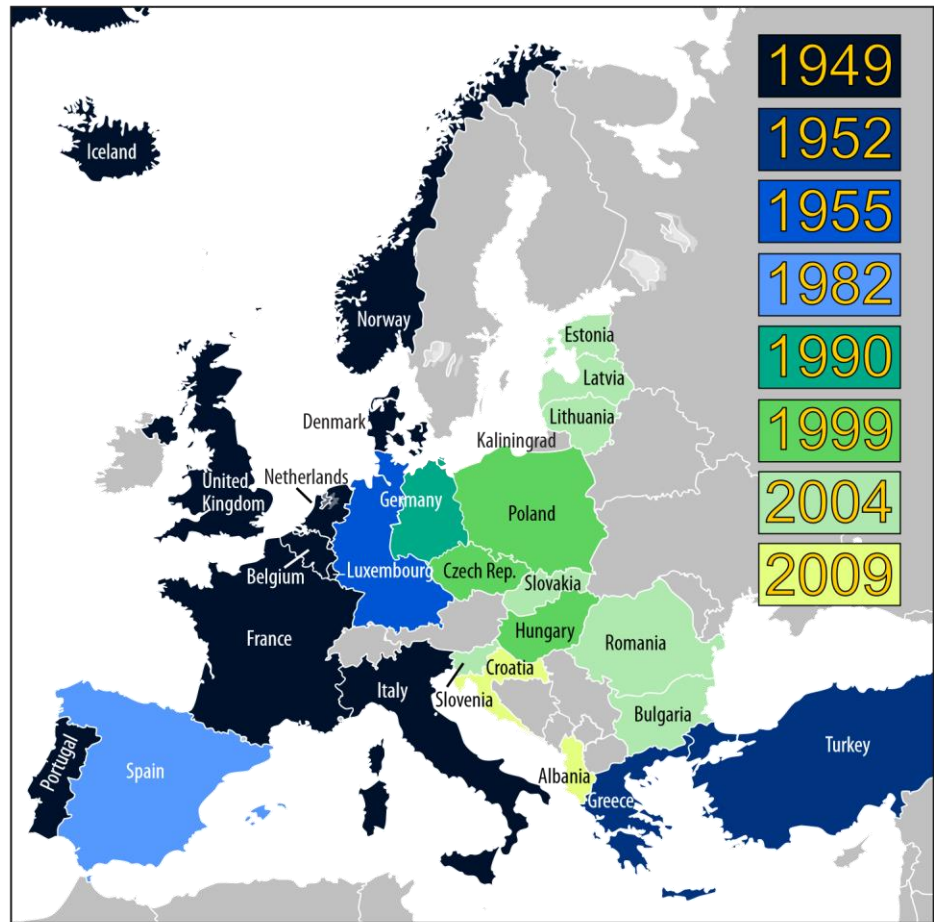 1949
1952
1955
1982
1990
1999
2004
2009
Iceland
Norway
Estonia
Latvia
Lithuania
Denmark
Kaliningrad
Netherlands
United
Kingdom
Germany
Poland
Belgium
Luxembourg
Czech Rep.
Slovakia
France
Hungary
Romania
Italy
Croatia
Slovenia
Bulgaria
Portugal
Spain
Turkey
Albania
Greece